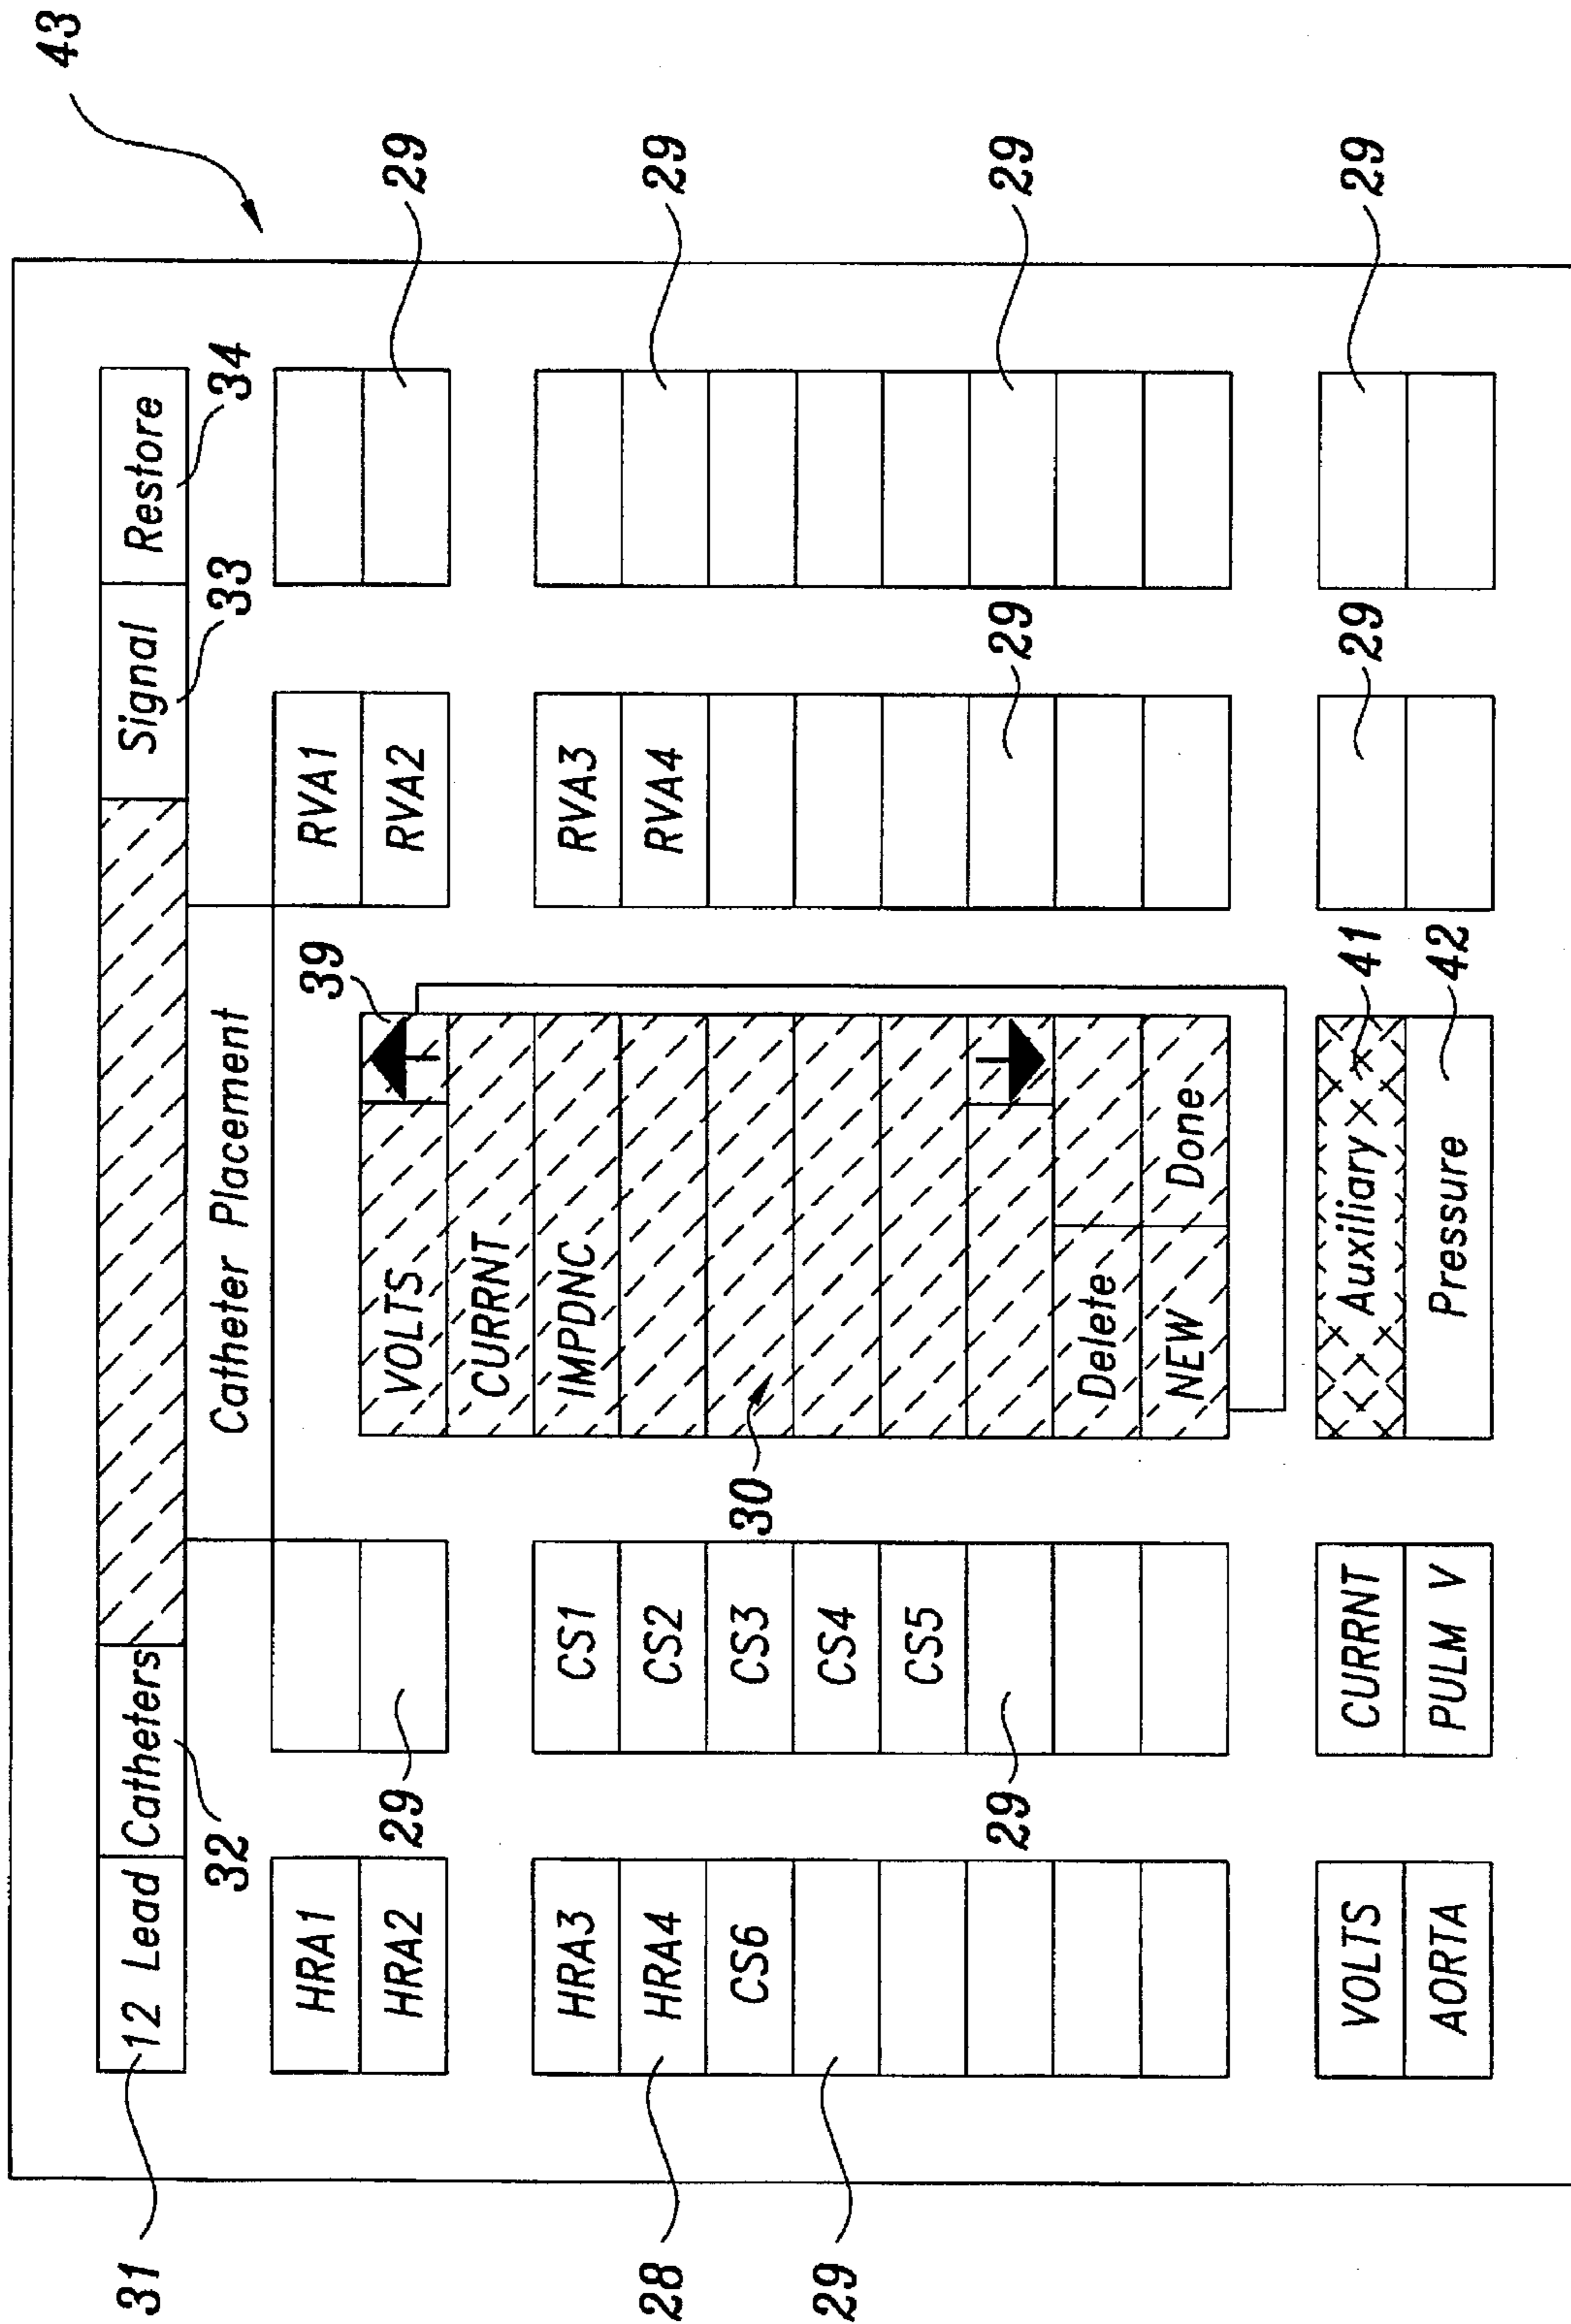 43
12 Lead Catheters Signal Restore
31 32 33 34
Catheter Placement
HRA1 RVA1
HRA2 RVA2
29 29
39
VOLTS
CURRNT
IMPDNC
HRA3 CS1 RVA3
HRA4 CS2 RVA4
CS6 CS3
CS4
CS5
28 29
29
30
29 29 29
Delete
NEW Done
29 29
VOLTS CURRNT Auxiliary 41
AORTA PULM V Pressure 42